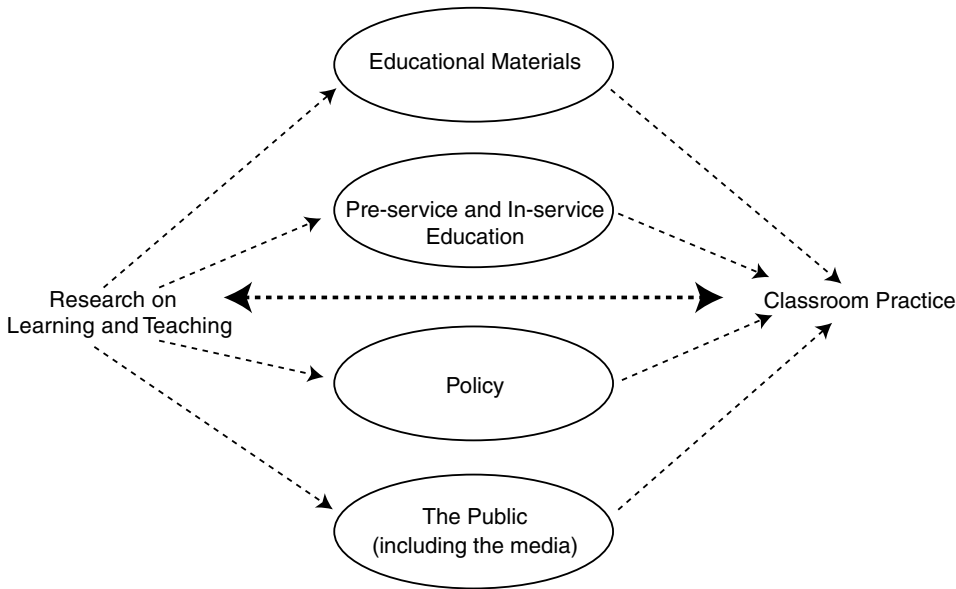 Educational Materials
Pre-service and In-service
Education
Research on
Learning and Teaching
Classroom Practice
Policy
The Public
(including the media)